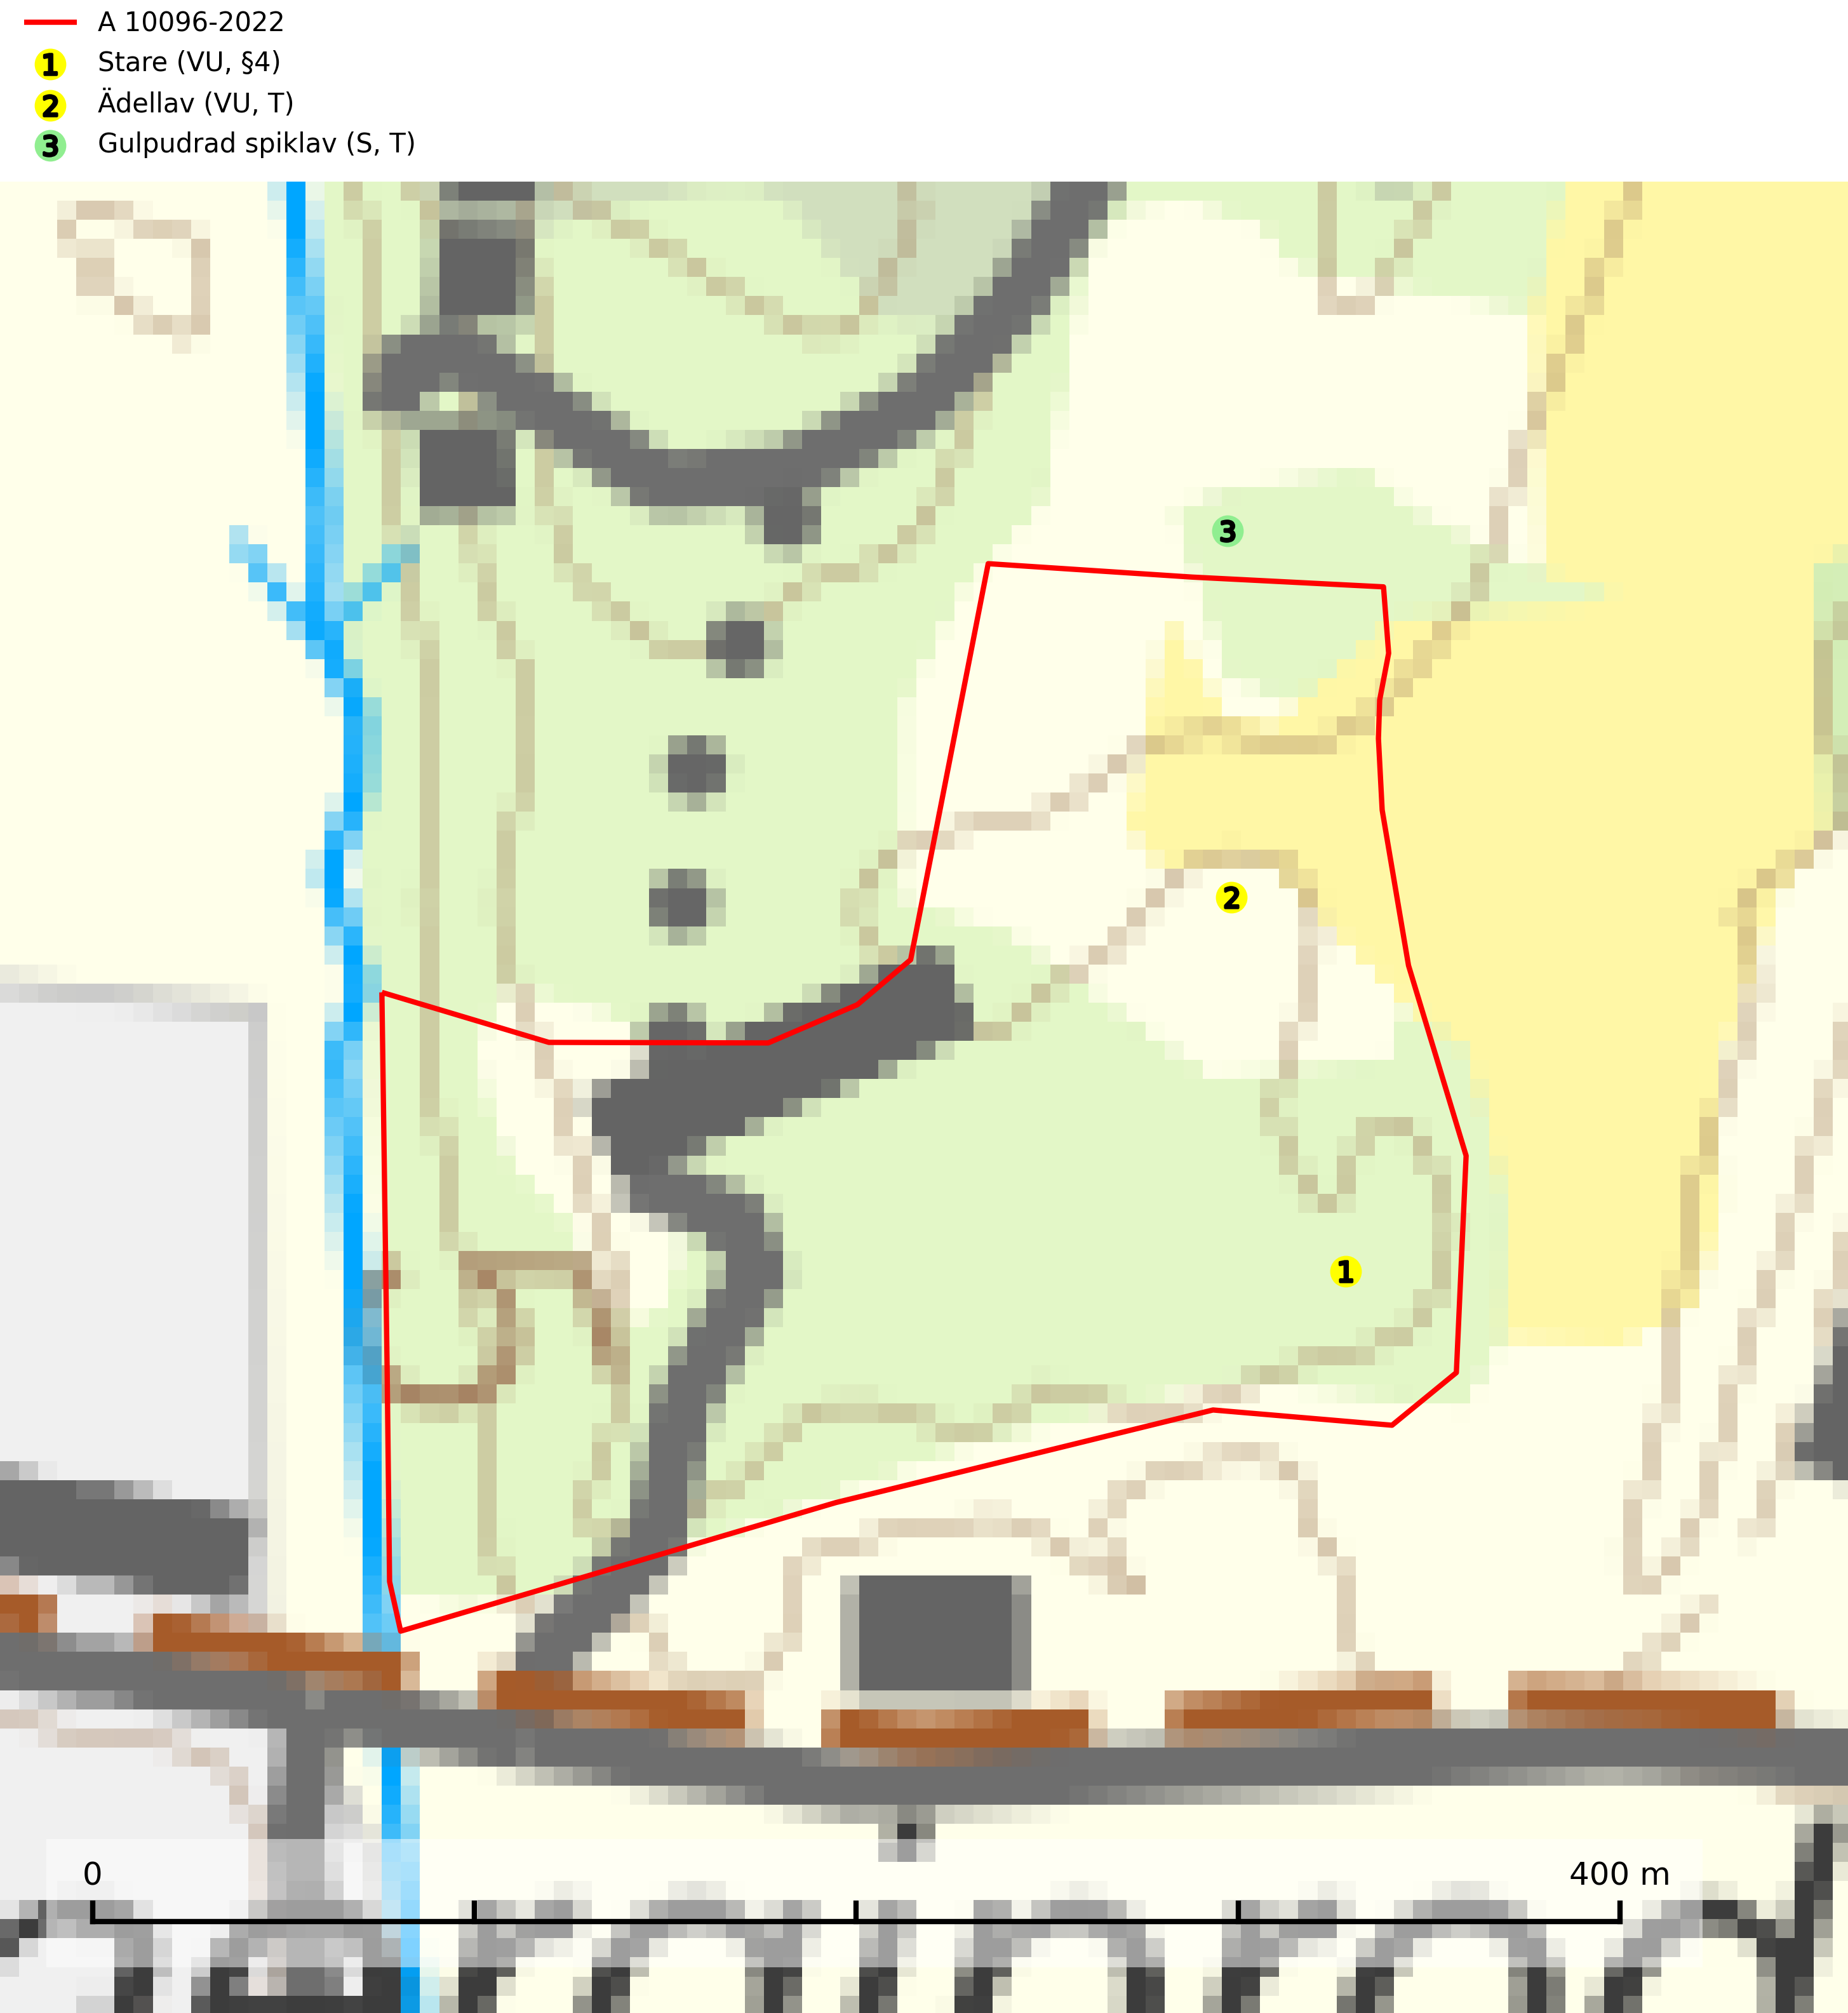 A 10096-2022
1 Stare (VU, §4)
2 Ädellav (VU, T)
3 Gulpudrad spiklav (S, T)
3
2
1
0 400 m